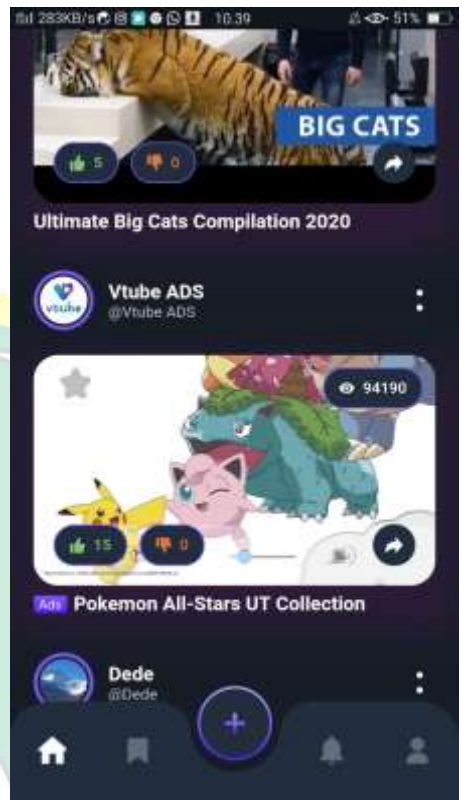 283KB/s 10.39 51%
BIG CATS
5 0
Ultimate Big Cats Compilation 2020
vtube
Vtube ADS
@Vtube ADS
94190
15 0
Ads Pokemon All-Stars UT Collection
Dede
@Dede
+